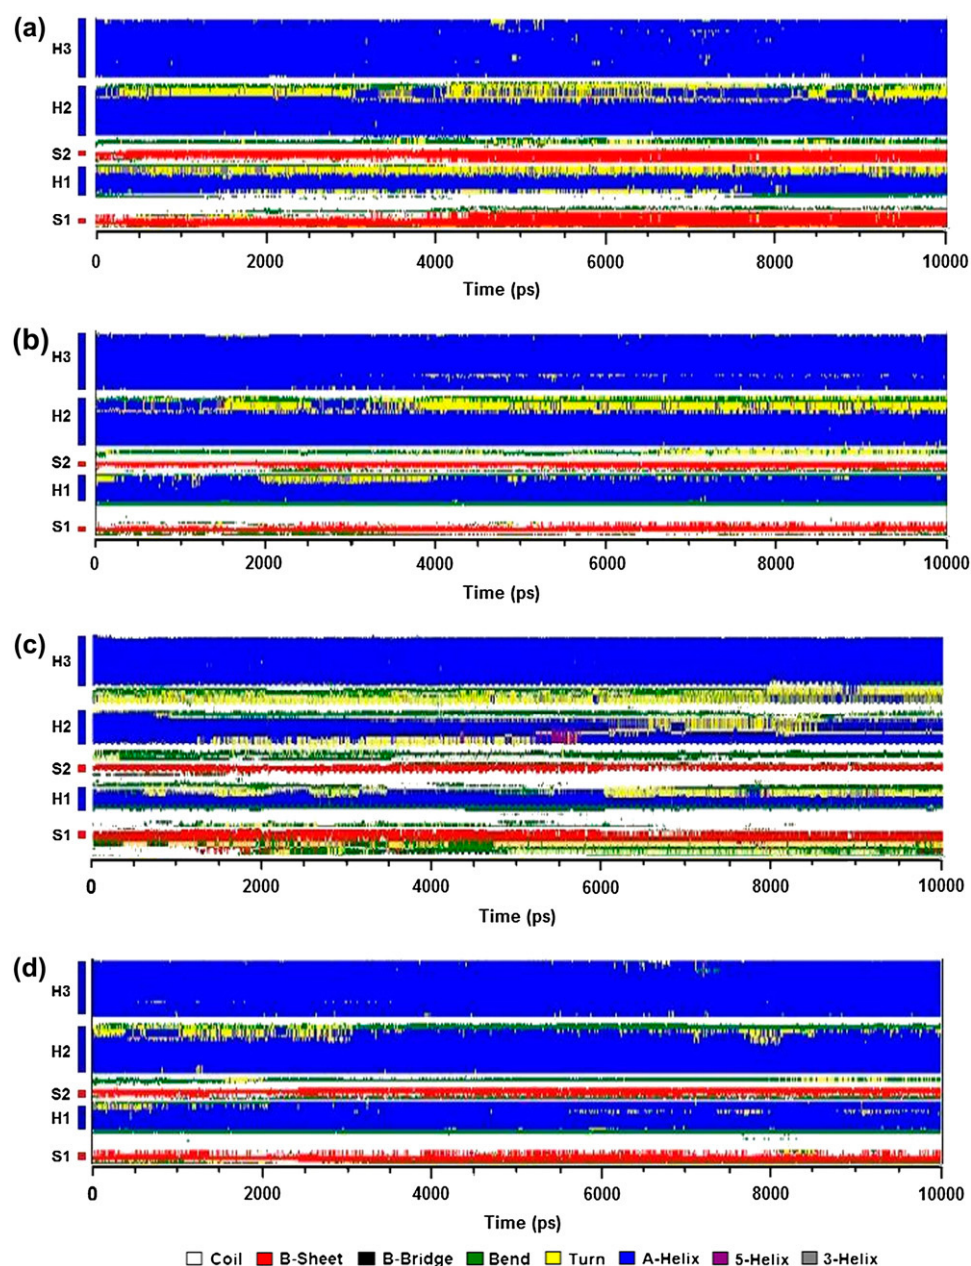 (a)
H3
H2
S2
H1
S1
0 2000 4000 6000 8000 10000
Time (ps)
(b)
H3
H2
S2
H1
S1
0 2000 4000 6000 8000 10000
Time (ps)
(c)
H3
H2
S2
H1
S1
0 2000 4000 6000 8000 10000
Time (ps)
(d)
H3
H2
S2
H1
S1
0 2000 4000 6000 8000 10000
Time (ps)
Coil B-Sheet B-Bridge Bend Turn A-Helix 5-Helix 3-Helix